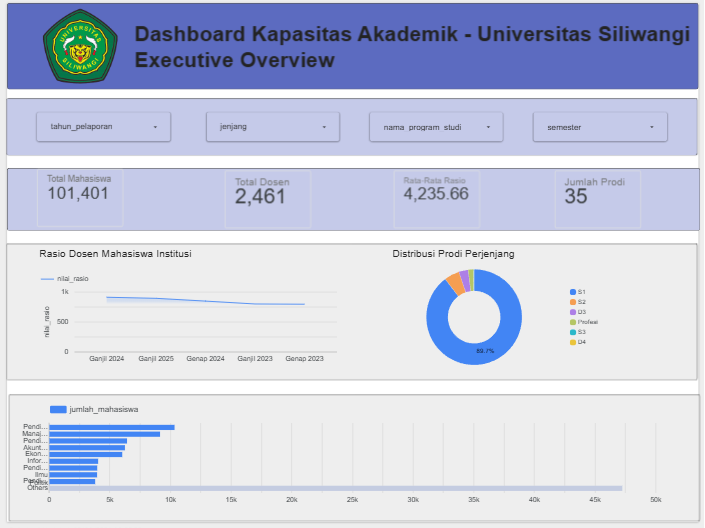 UNIVERSITAS
SILIWANGI
Dashboard Kapasitas Akademik - Universitas Siliwangi
Executive Overview
tahun_pelaporan
jenjang
nama_program_studi
semester
Total Mahasiswa
101,401
Total Dosen
2,461
Rata-Rata Rasio
4,235.66
Jumlah Prodi
35
Rasio Dosen Mahasiswa Institusi
nilai_rasio
nilai_rasio
1k
500
0
Ganjil 2024 Ganjil 2025 Genap 2024 Ganjil 2023 Genap 2023
Distribusi Prodi Perjenjang
89.7%
S1
S2
D3
Profesi
S3
D4
jumlah_mahasiswa
Pendi...
Manaj...
Pendi...
Akunt...
Ekon...
Infor...
Pendi...
Ilmu
Politik
Pendi...
Others
0 5k 10k 15k 20k 25k 30k 35k 40k 45k 50k